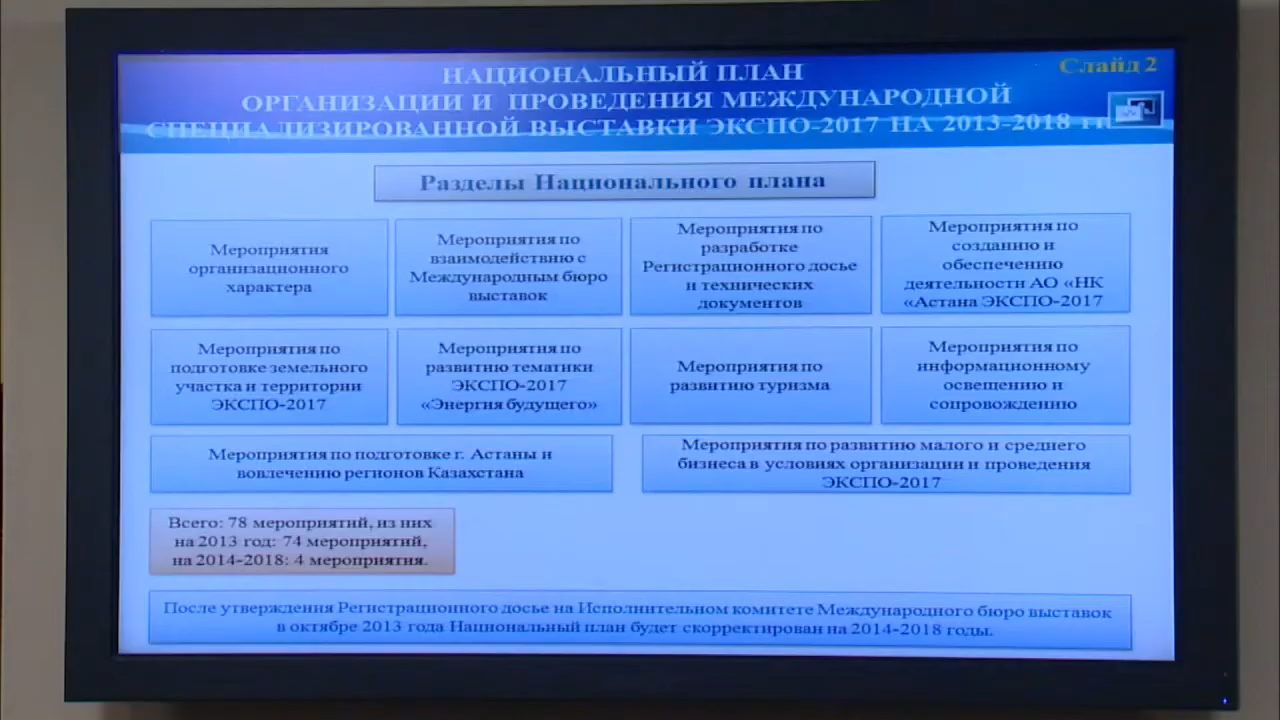 Слайд 2
НАЦИОНАЛЬНЫЙ ПЛАН
ОРГАНИЗАЦИИ И ПРОВЕДЕНИЯ МЕЖДУНАРОДНОЙ
СПЕЦИАЛИЗИРОВАННОЙ ВЫСТАВКИ ЭКСПО-2017 НА 2013-2018 гг
Разделы Национального плана
Мероприятия
организационного
характера
Мероприятия по
взаимодействию с
Международным бюро
выставок
Мероприятия по
разработке
Регистрационного досье
и технических
документов
Мероприятия по
созданию и
обеспечению
деятельности АО «НК
«Астана ЭКСПО-2017
Мероприятия по
подготовке земельного
участка и территории
ЭКСПО-2017
Мероприятия по
развитию тематики
ЭКСПО-2017
«Энергия будущего»
Мероприятия по
развитию туризма
Мероприятия по
информационному
освещению и
сопровождению
Мероприятия по подготовке г. Астаны и
вовлечению регионов Казахстана
Мероприятия по развитию малого и среднего
бизнеса в условиях организации и проведения
ЭКСПО-2017
Всего: 78 мероприятий, из них
на 2013 год: 74 мероприятий,
на 2014-2018: 4 мероприятия.
После утверждения Регистрационного досье на Исполнительном комитете Международного бюро выставок
в октябре 2013 года Национальный план будет скорректирован на 2014-2018 годы.